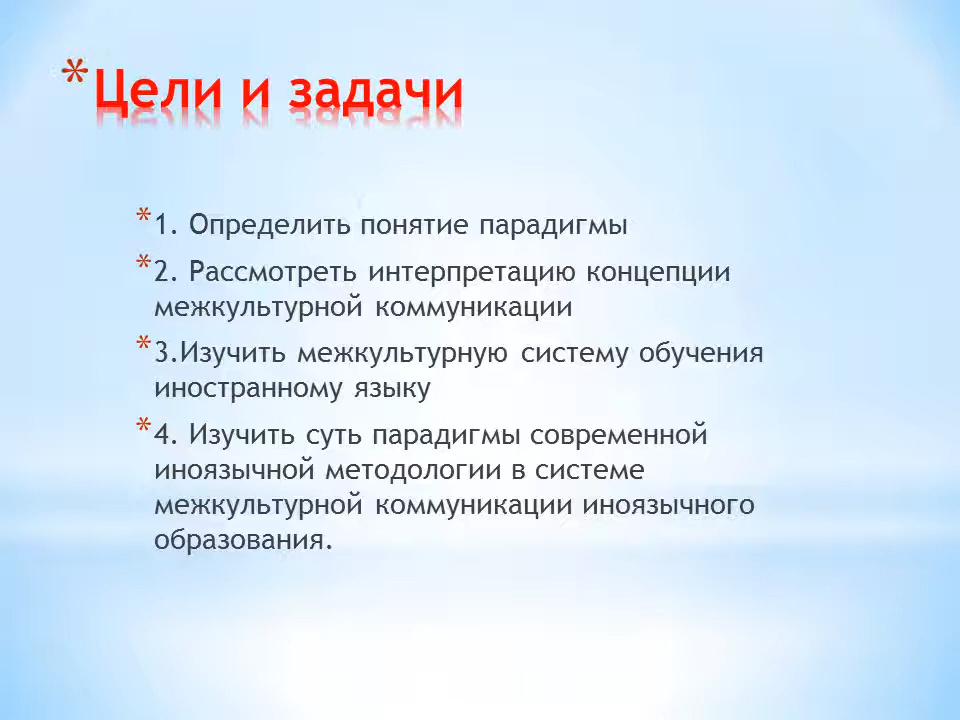 * Цели и задачи
* 1. Определить понятие парадигмы
* 2. Рассмотреть интерпретацию концепции
межкультурной коммуникации
* 3.Изучить межкультурную систему обучения
иностранному языку
* 4. Изучить суть парадигмы современной
иноязычной методологии в системе
межкультурной коммуникации иноязычного
образования.